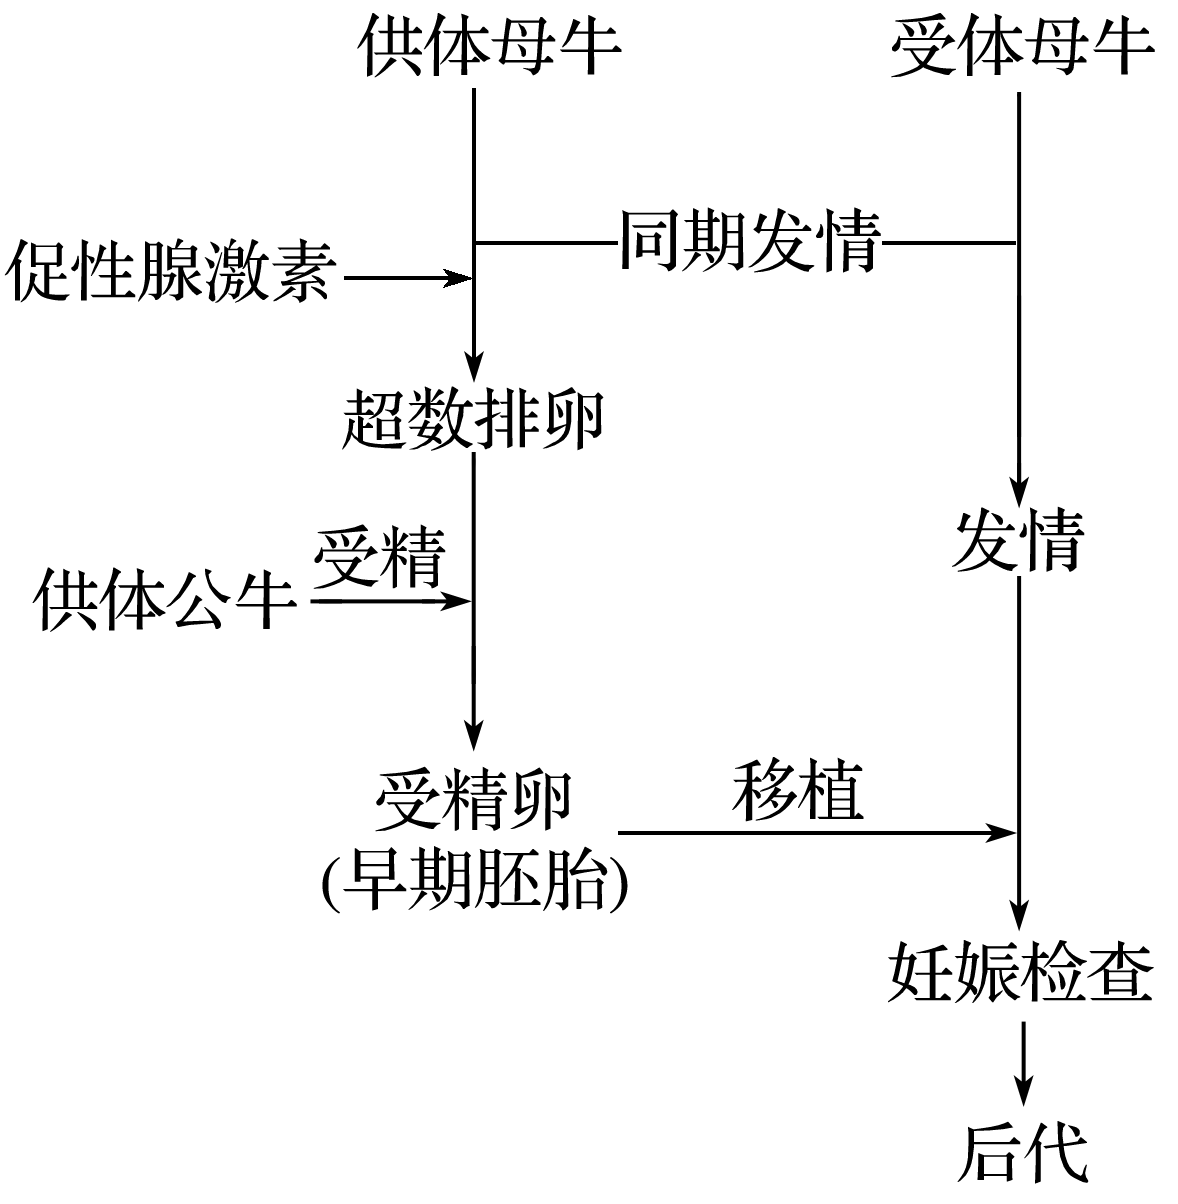 供体母牛
受体母牛
同期发情
促性腺激素
超数排卵
发情
受精
供体公牛
移植
受精卵
(早期胚胎)
妊娠检查
后代